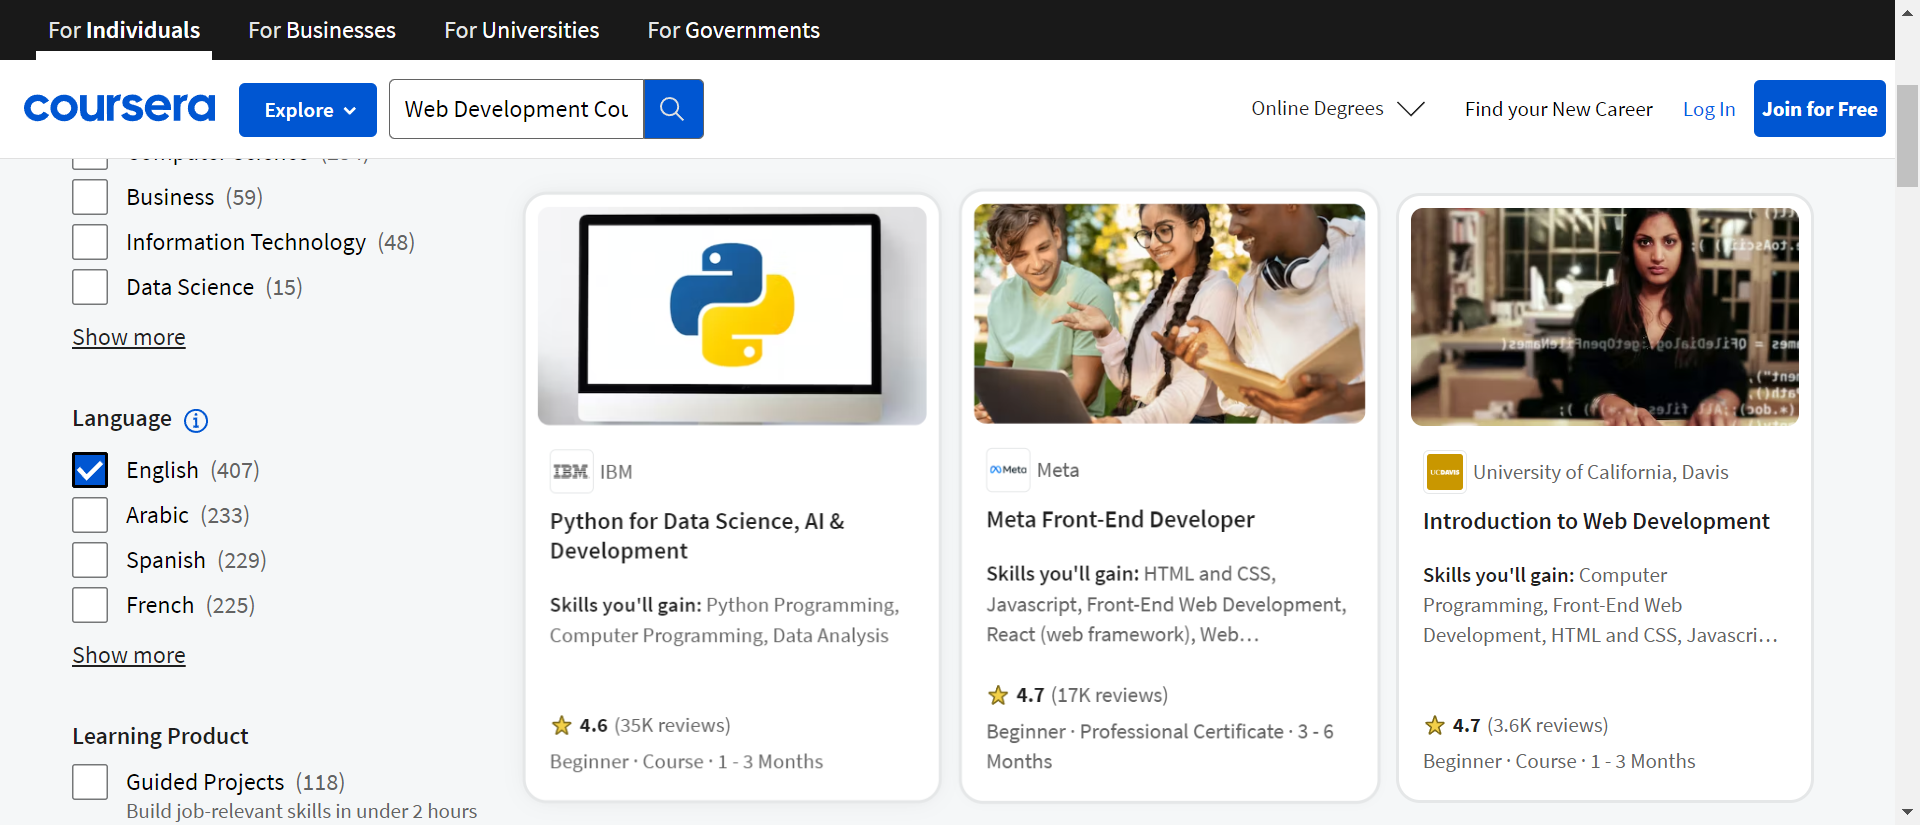 For Individuals
For Businesses
For Universities
For Governments
coursera
Explore
Web Development Cou
Online Degrees
Find your New Career
Log In
Join for Free
Business (59)
Information Technology (48)
Data Science (15)
Show more
Language
English (407)
Arabic (233)
Spanish (229)
French (225)
Show more
Learning Product
Guided Projects (118)
Build job-relevant skills in under 2 hours
IBM
IBM
Python for Data Science, AI &
Development
Skills you'll gain: Python Programming,
Computer Programming, Data Analysis
4.6 (35K reviews)
Beginner · Course · 1 - 3 Months
Meta
Meta
Meta Front-End Developer
Skills you'll gain: HTML and CSS,
Javascript, Front-End Web Development,
React (web framework), Web...
4.7 (17K reviews)
Beginner · Professional Certificate · 3 - 6
Months
UCDAVIS
University of California, Davis
Introduction to Web Development
Skills you'll gain: Computer
Programming, Front-End Web
Development, HTML and CSS, Javascri...
4.7 (3.6K reviews)
Beginner · Course · 1 - 3 Months